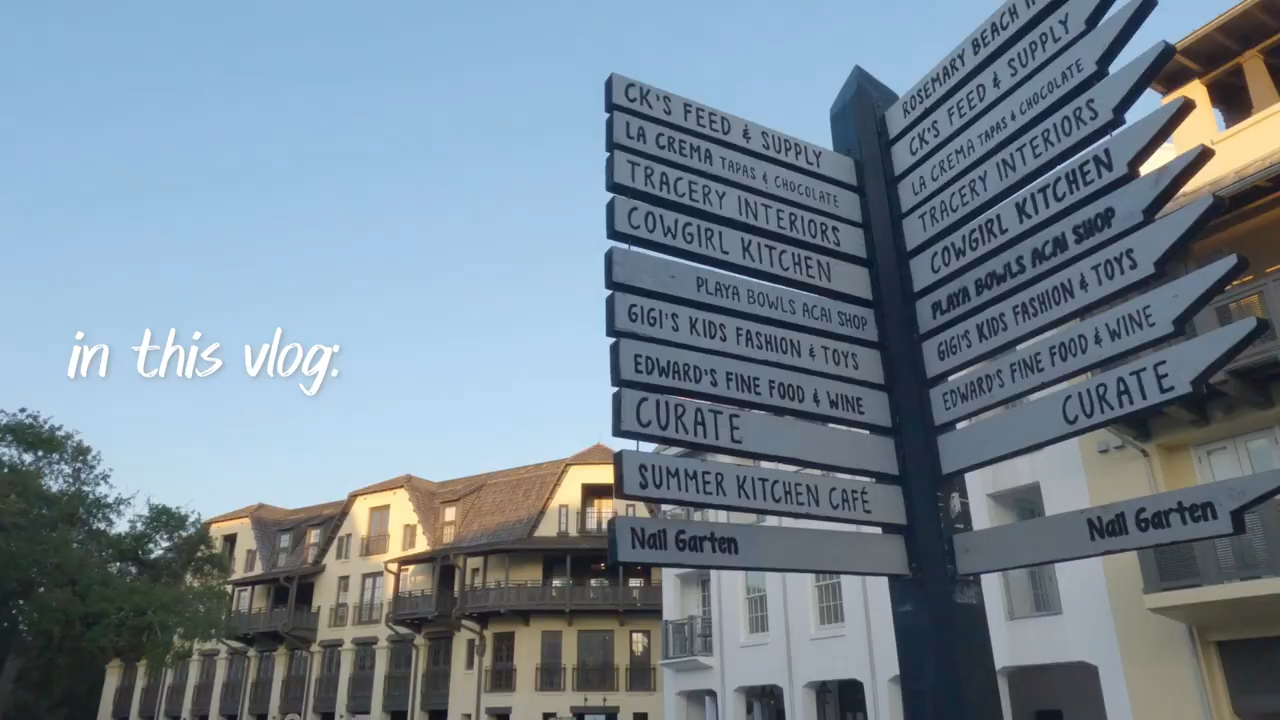 in this vlog:
CK'S FEED & SUPPLY
LA CREMA TAPAS & CHOCOLATE
TRACERY INTERIORS
COWGIRL KITCHEN
PLAYA BOWLS ACAI SHOP
GIGI'S KIDS FASHION & TOYS
EDWARD'S FINE FOOD & WINE
CURATE
SUMMER KITCHEN CAFÉ
Nail Garten
ROSEMARY BEACH
CK'S FEED & SUPPLY
LA CREMA TAPAS & CHOCOLATE
TRACERY INTERIORS
COWGIRL KITCHEN
PLAYA BOWLS ACAI SHOP
GIGI'S KIDS FASHION & TOYS
EDWARD'S FINE FOOD & WINE
CURATE
Nail Garten